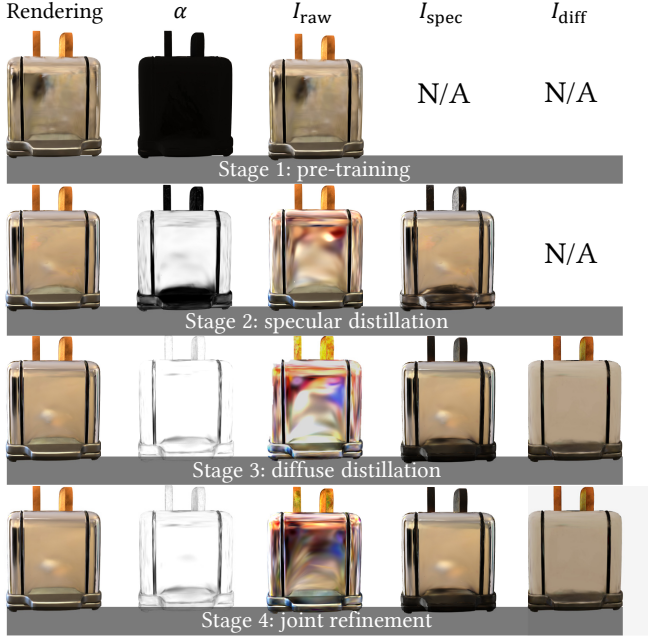 Rendering α I_raw I_spec I_diff
N/A N/A
Stage 1: pre-training
N/A
Stage 2: specular distillation
Stage 3: diffuse distillation
Stage 4: joint refinement